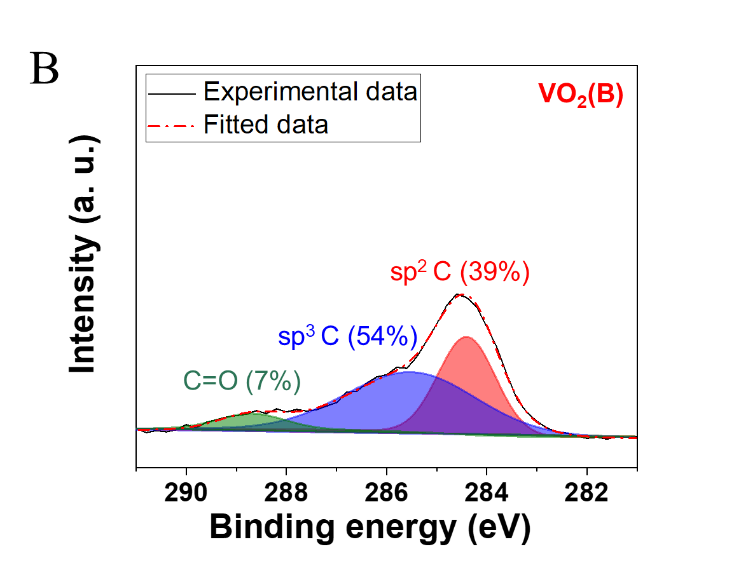 B
Experimental data
Fitted data
VO₂(B)
sp² C (39%)
sp³ C (54%)
C=O (7%)
Intensity (a. u.)
290 288 286 284 282
Binding energy (eV)